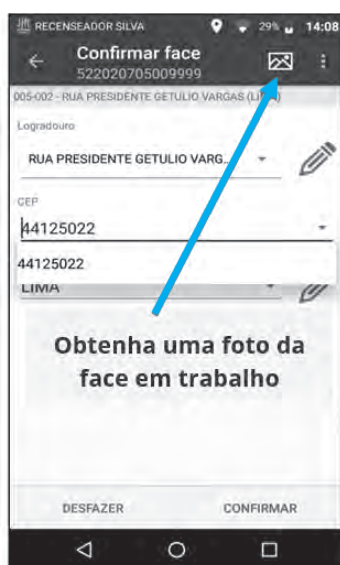 RECENSEADOR SILVA 29% 14:08
Confirmar face
522020705009999
005-002 - RUA PRESIDENTE GETULIO VARGAS (LIMA)
Logradouro
RUA PRESIDENTE GETULIO VARG..
CEP
44125022
44125022
LIMA
Obtenha uma foto da
face em trabalho
DESFAZER CONFIRMAR